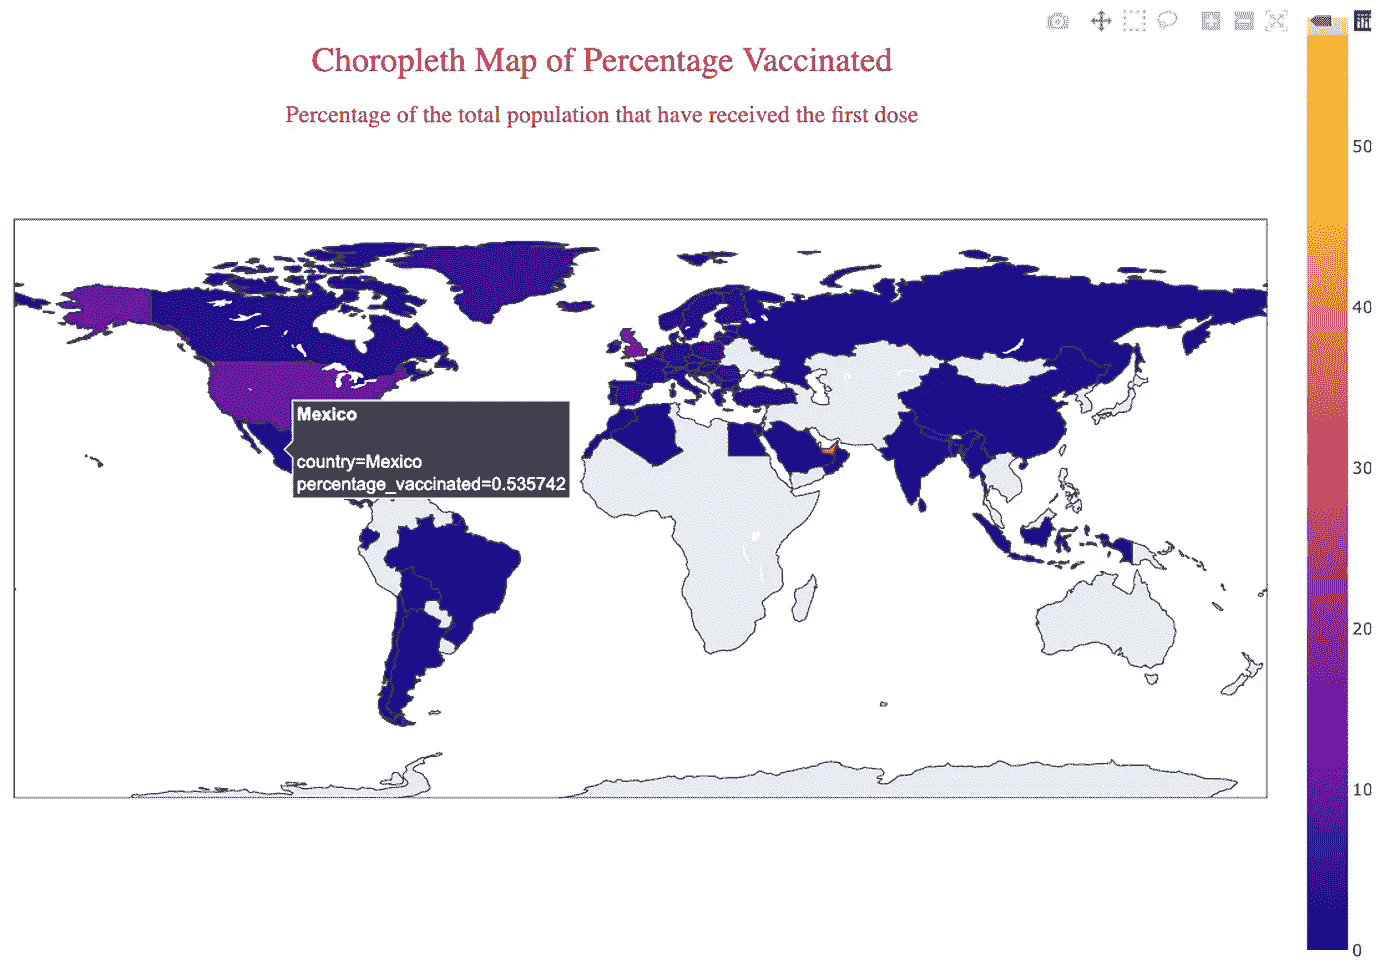 Choropleth Map of Percentage Vaccinated
Percentage of the total population that have received the first dose
50
40
30
20
10
0
Mexico
country=Mexico
percentage_vaccinated=0.535742